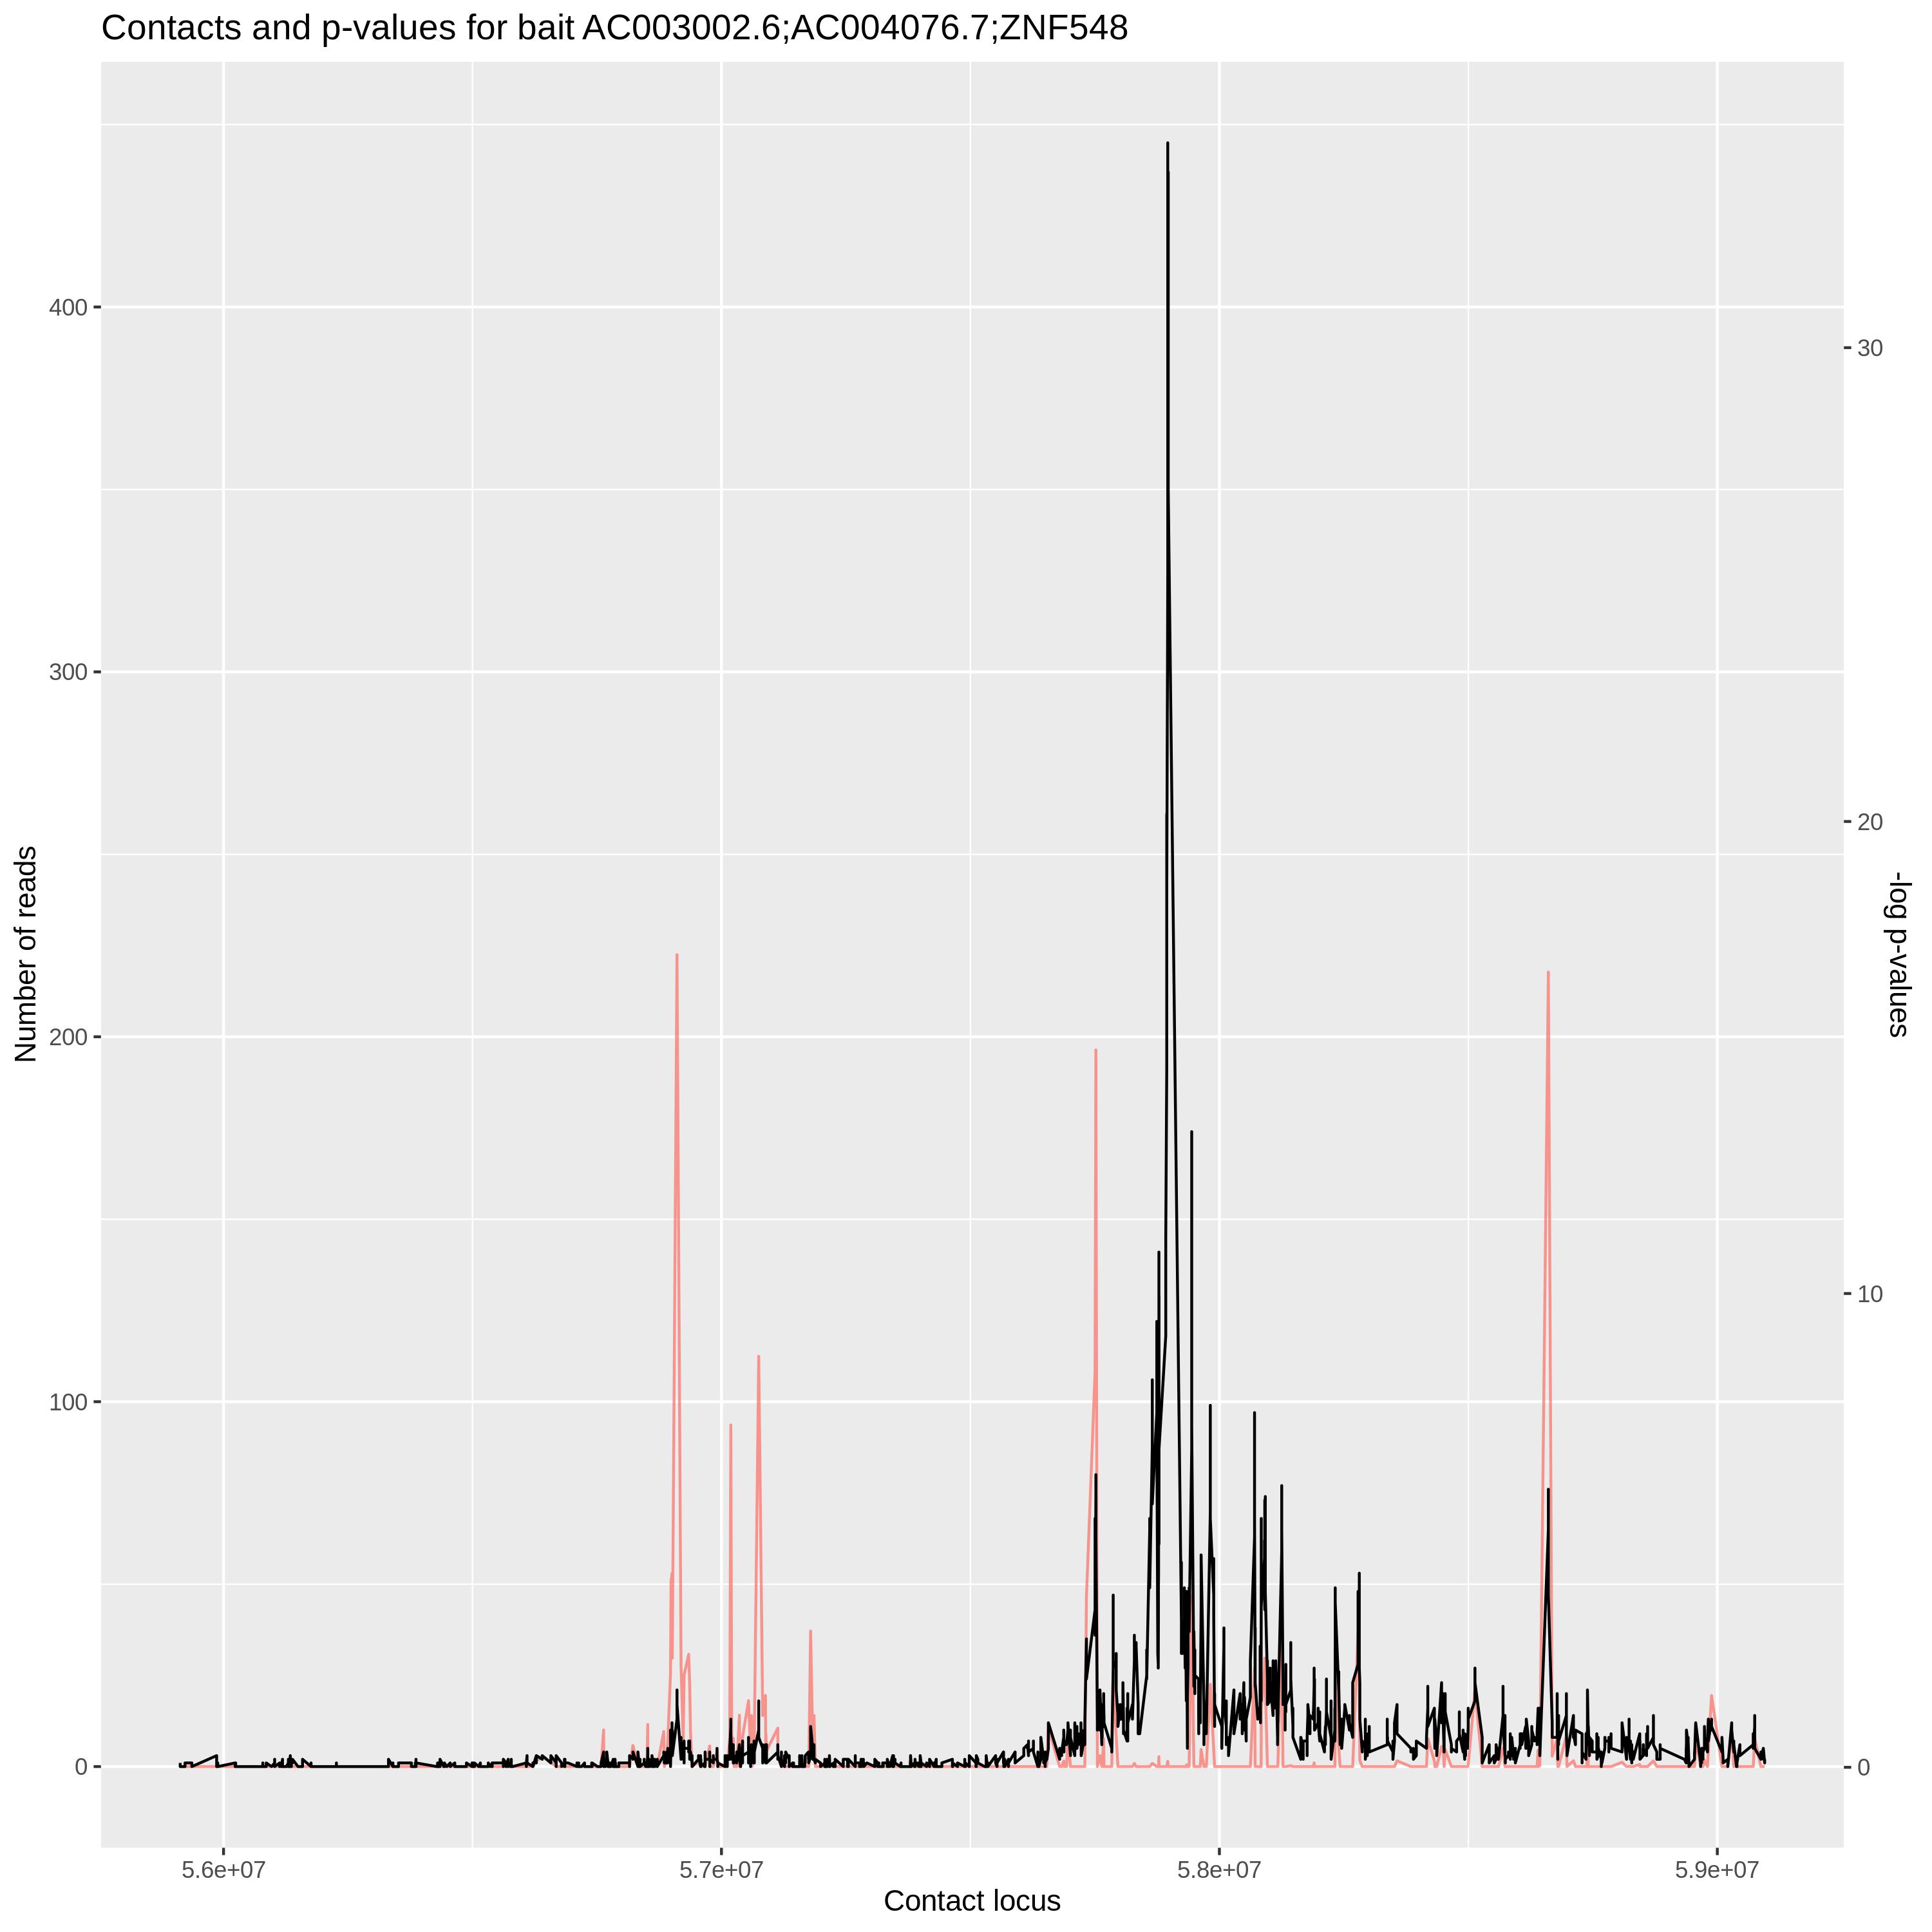 Contacts and p-values for bait AC003002.6;AC004076.7;ZNF548
Number of reads
400
300
200
100
0
30
20
10
0
-log p-values
5.6e+07
5.7e+07
5.8e+07
5.9e+07
Contact locus